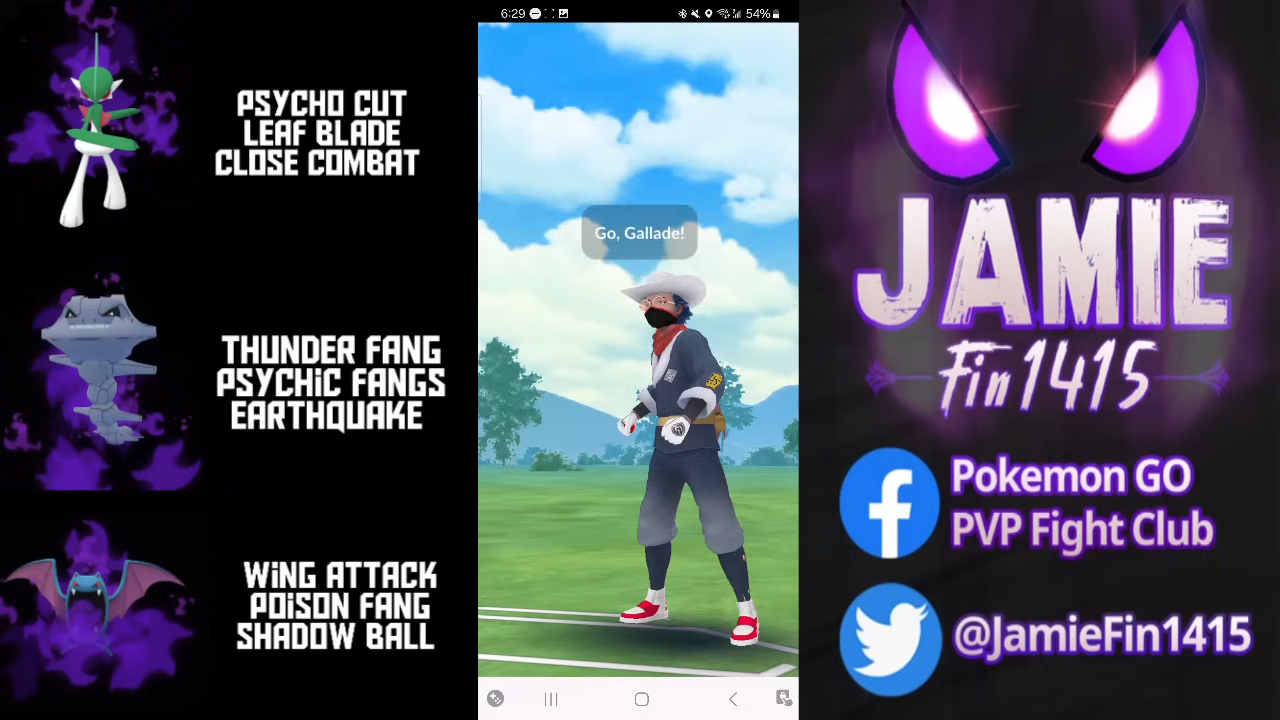 PSYCHO CUT
LEAF BLADE
CLOSE COMBAT
THUNDER FANG
PSYCHIC FANGS
EARTHQUAKE
WING ATTACK
POISON FANG
SHADOW BALL
6:29
54%
Go, Gallade!
JAMIE
Fin1415
Pokemon GO
PVP Fight Club
@JamieFin1415